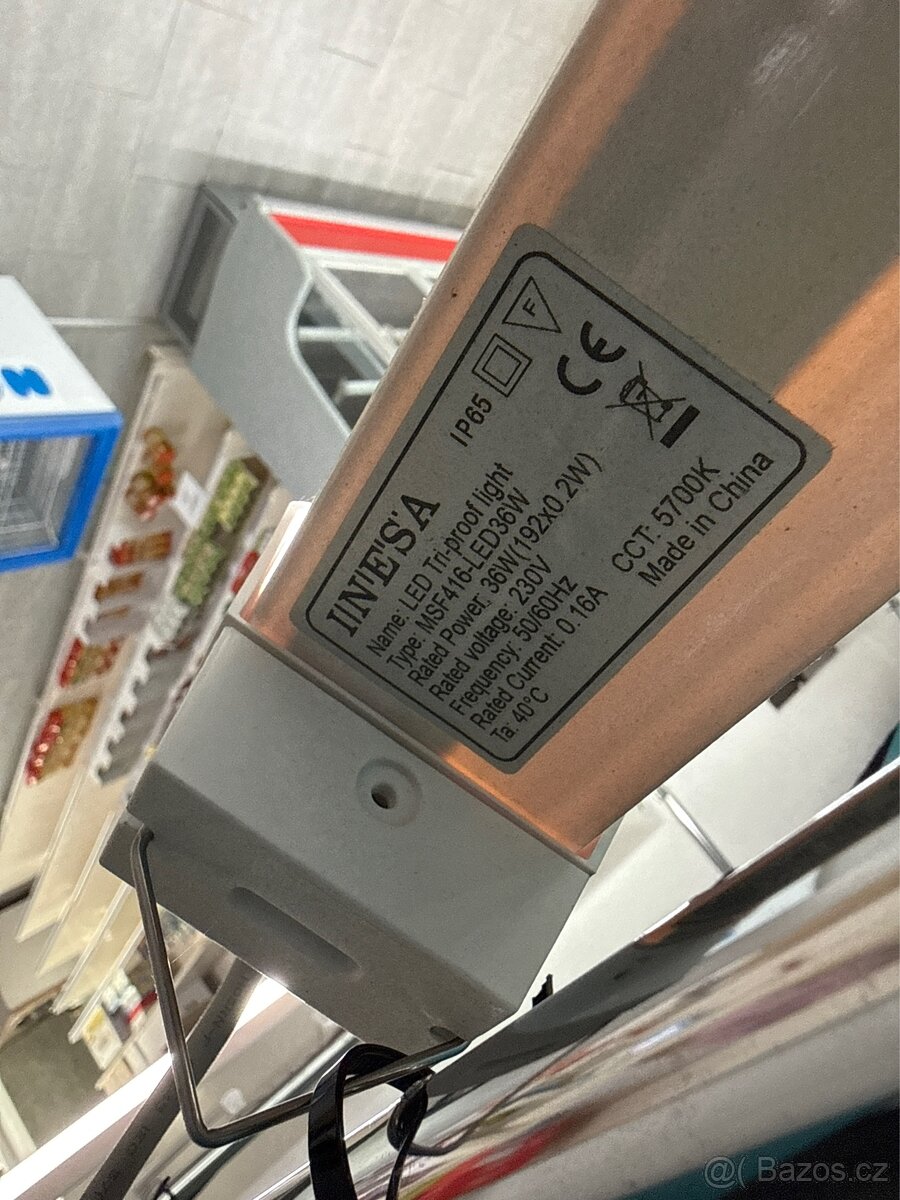 IN'E'S'A
IP65
F
CE
Name: LED Tri-proof light
Type: MSF416-LED36W
Rated Power: 36W(192x0.2W)
Rated voltage: 230V
Frequency: 50/60Hz
Rated Current: 0.16A
Ta: 40°C
CCT: 5700K
Made in China
@( Bazos.cz